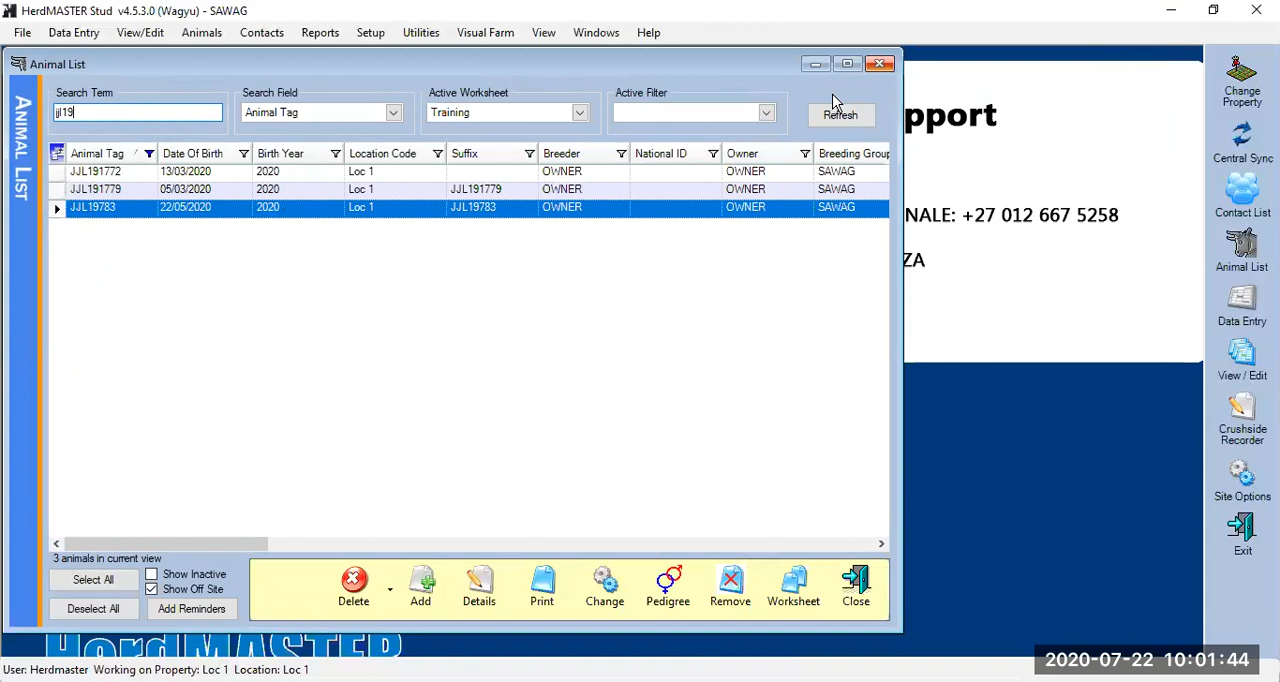 HerdMASTER Stud v4.5.3.0 (Wagyu) - SAWAG
File Data Entry View/Edit Animals Contacts Reports Setup Utilities Visual Farm View Windows Help
Animal List
ANIMAL LIST
Search Term Search Field Active Worksheet Active Filter
jjl19 Animal Tag Training Refresh
Animal Tag Date Of Birth Birth Year Location Code Suffix Breeder National ID Owner Breeding Group
JJL191772 13/03/2020 2020 Loc 1 OWNER OWNER SAWAG
JJL191779 05/03/2020 2020 Loc 1 JJL191779 OWNER OWNER SAWAG
JJL19783 22/05/2020 2020 Loc 1 JJL19783 OWNER OWNER SAWAG
3 animals in current view
Select All Show Inactive
Show Off Site
Deselect All Add Reminders
Delete Add Details Print Change Pedigree Remove Worksheet Close
pport
NALE: +27 012 667 5258
ZA
Change
Property
Central Sync
Contact List
Animal List
Data Entry
View / Edit
Crushside
Recorder
Site Options
Exit
HerdMASTER
User: Herdmaster Working on Property: Loc 1 Location: Loc 1
2020-07-22 10:01:44